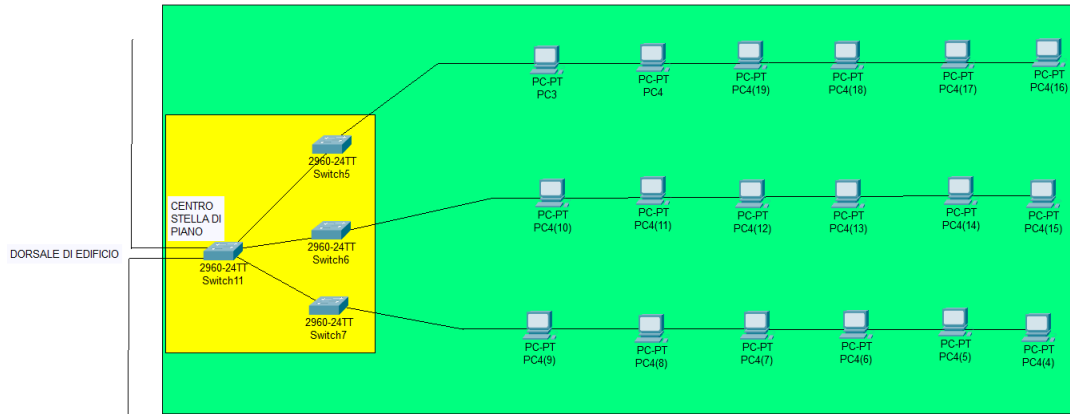 PC-PT
PC3
PC-PT
PC4
PC-PT
PC4(19)
PC-PT
PC4(18)
PC-PT
PC4(17)
PC-PT
PC4(16)
2960-24TT
Switch5
CENTRO
STELLA DI
PIANO
DORSALE DI EDIFICIO
2960-24TT
Switch11
2960-24TT
Switch6
PC-PT
PC4(10)
PC-PT
PC4(11)
PC-PT
PC4(12)
PC-PT
PC4(13)
PC-PT
PC4(14)
PC-PT
PC4(15)
2960-24TT
Switch7
PC-PT
PC4(9)
PC-PT
PC4(8)
PC-PT
PC4(7)
PC-PT
PC4(6)
PC-PT
PC4(5)
PC-PT
PC4(4)